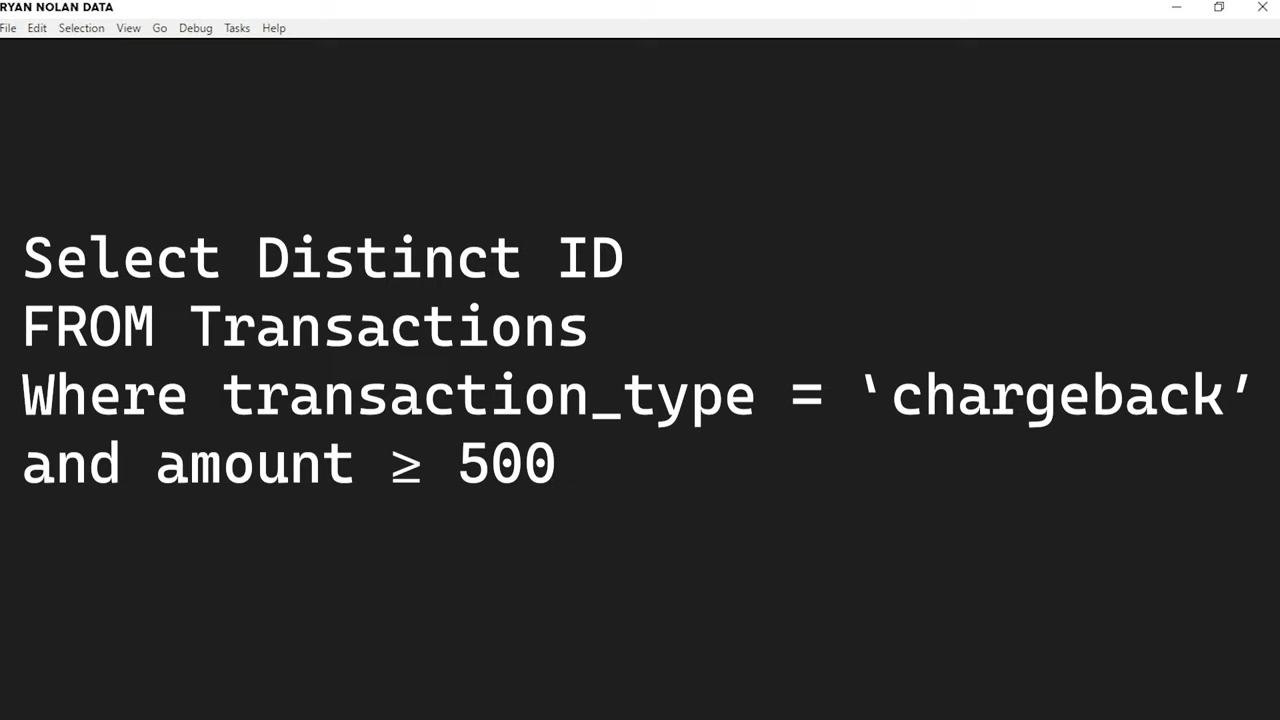 RYAN NOLAN DATA
File Edit Selection View Go Debug Tasks Help
Select Distinct ID
FROM Transactions
Where transaction_type = ‘chargeback’
and amount ≥ 500